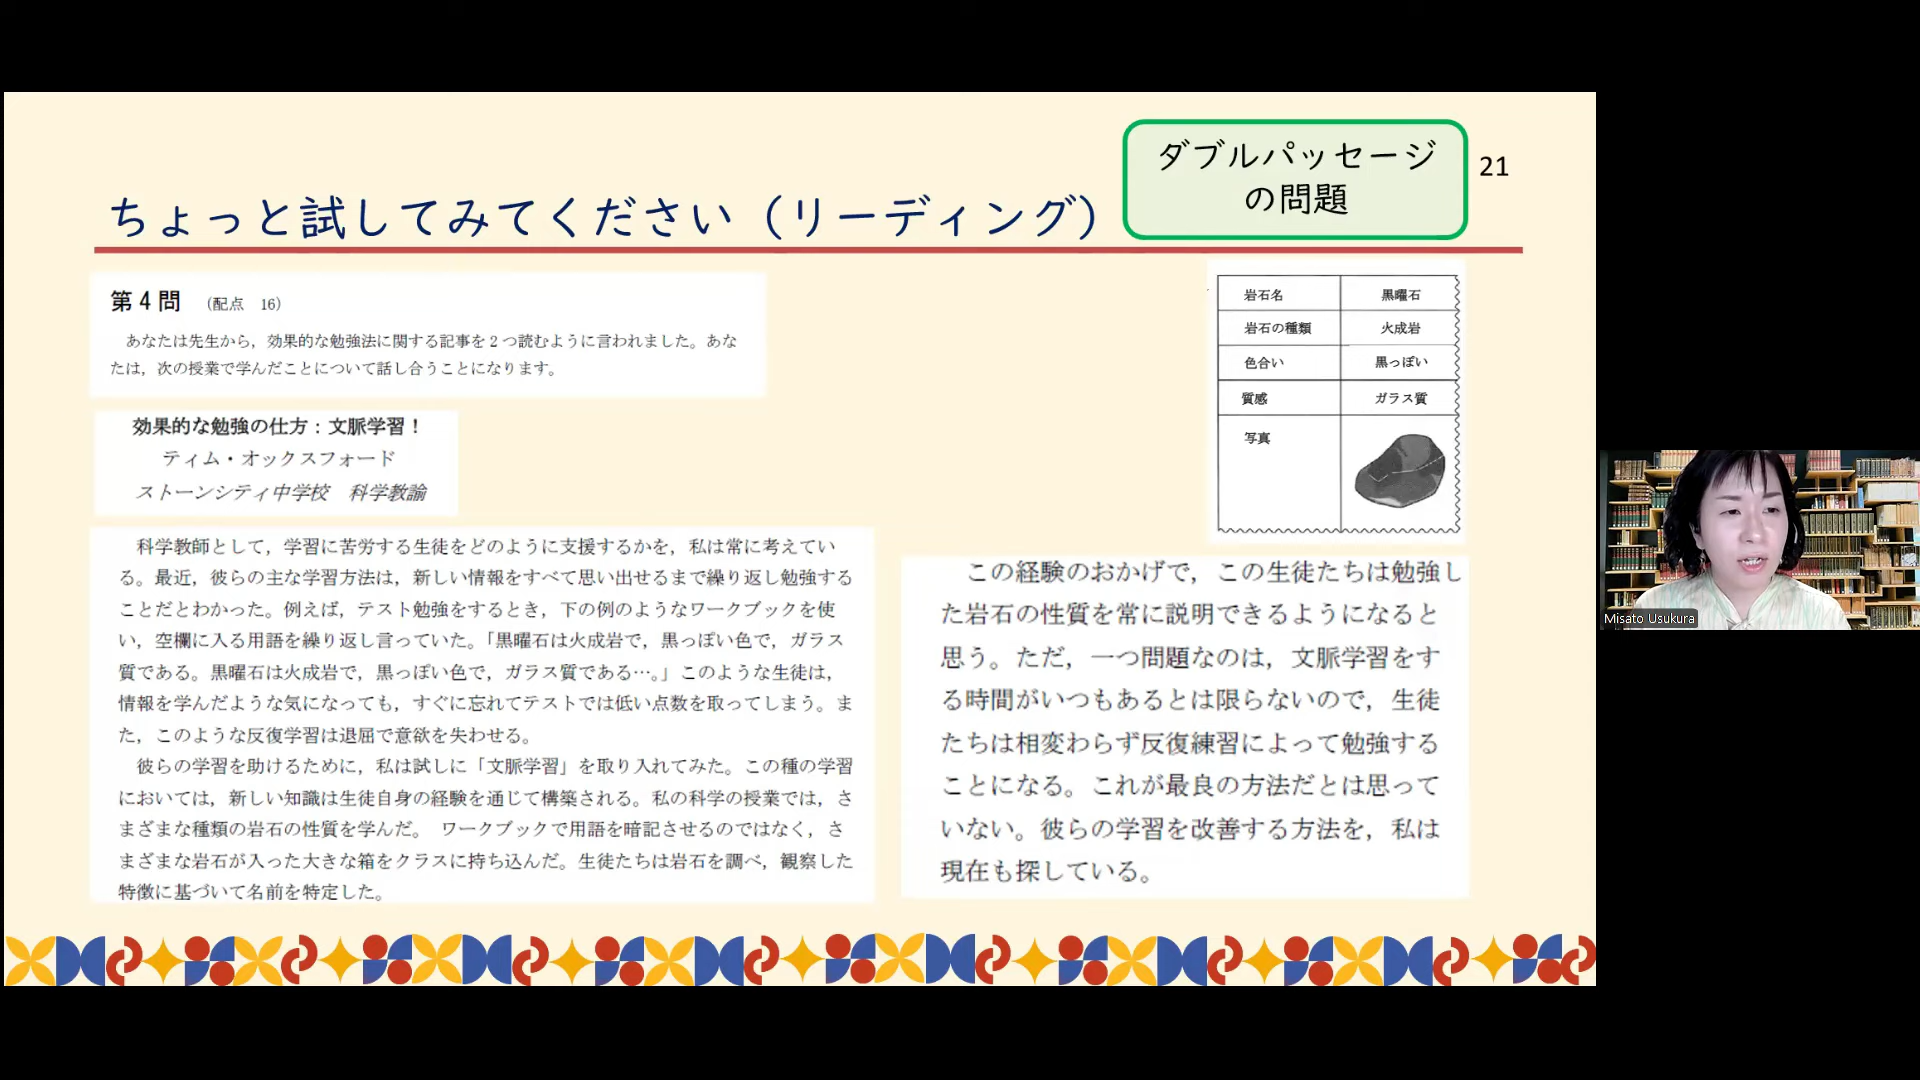 ダブルパッセージ
の問題
21
ちょっと試してみてください（リーディング）
第４問 （配点 16）
あなたは先生から，効果的な勉強法に関する記事を２つ読むように言われました。あな
たは，次の授業で学んだことについて話し合うことになります。
効果的な勉強の仕方：文脈学習！
ティム・オックスフォード
ストーンシティ中学校 科学教諭
科学教師として，学習に苦労する生徒をどのように支援するかを，私は常に考えてい
る。最近，彼らの主な学習方法は，新しい情報をすべて思い出せるまで繰り返し勉強する
ことだとわかった。例えば，テスト勉強をするとき，下の例のようなワークブックを使
い，空欄に入る用語を繰り返し言っていた。「黒曜石は火成岩で，黒っぽい色で，ガラス
質である。黒曜石は火成岩で，黒っぽい色で，ガラス質である…。」このような生徒は，
情報を学んだような気になっても，すぐに忘れてテストでは低い点数を取ってしまう。ま
た，このような反復学習は退屈で意欲を失わせる。
彼らの学習を助けるために，私は試しに「文脈学習」を取り入れてみた。この種の学習
においては，新しい知識は生徒自身の経験を通じて構築される。私の科学の授業では，さ
まざまな種類の岩石の性質を学んだ。 ワークブックで用語を暗記させるのではなく，さ
まざまな岩石が入った大きな箱をクラスに持ち込んだ。生徒たちは岩石を調べ，観察した
特徴に基づいて名前を特定した。
岩石名 黒曜石
岩石の種類 火成岩
色合い 黒っぽい
質感 ガラス質
写真
この経験のおかげで，この生徒たちは勉強し
た岩石の性質を常に説明できるようになると
思う。ただ，一つ問題なのは，文脈学習をす
る時間がいつもあるとは限らないので，生徒
たちは相変わらず反復練習によって勉強する
ことになる。これが最良の方法だとは思って
いない。彼らの学習を改善する方法を，私は
現在も探している。
Misato Usukura